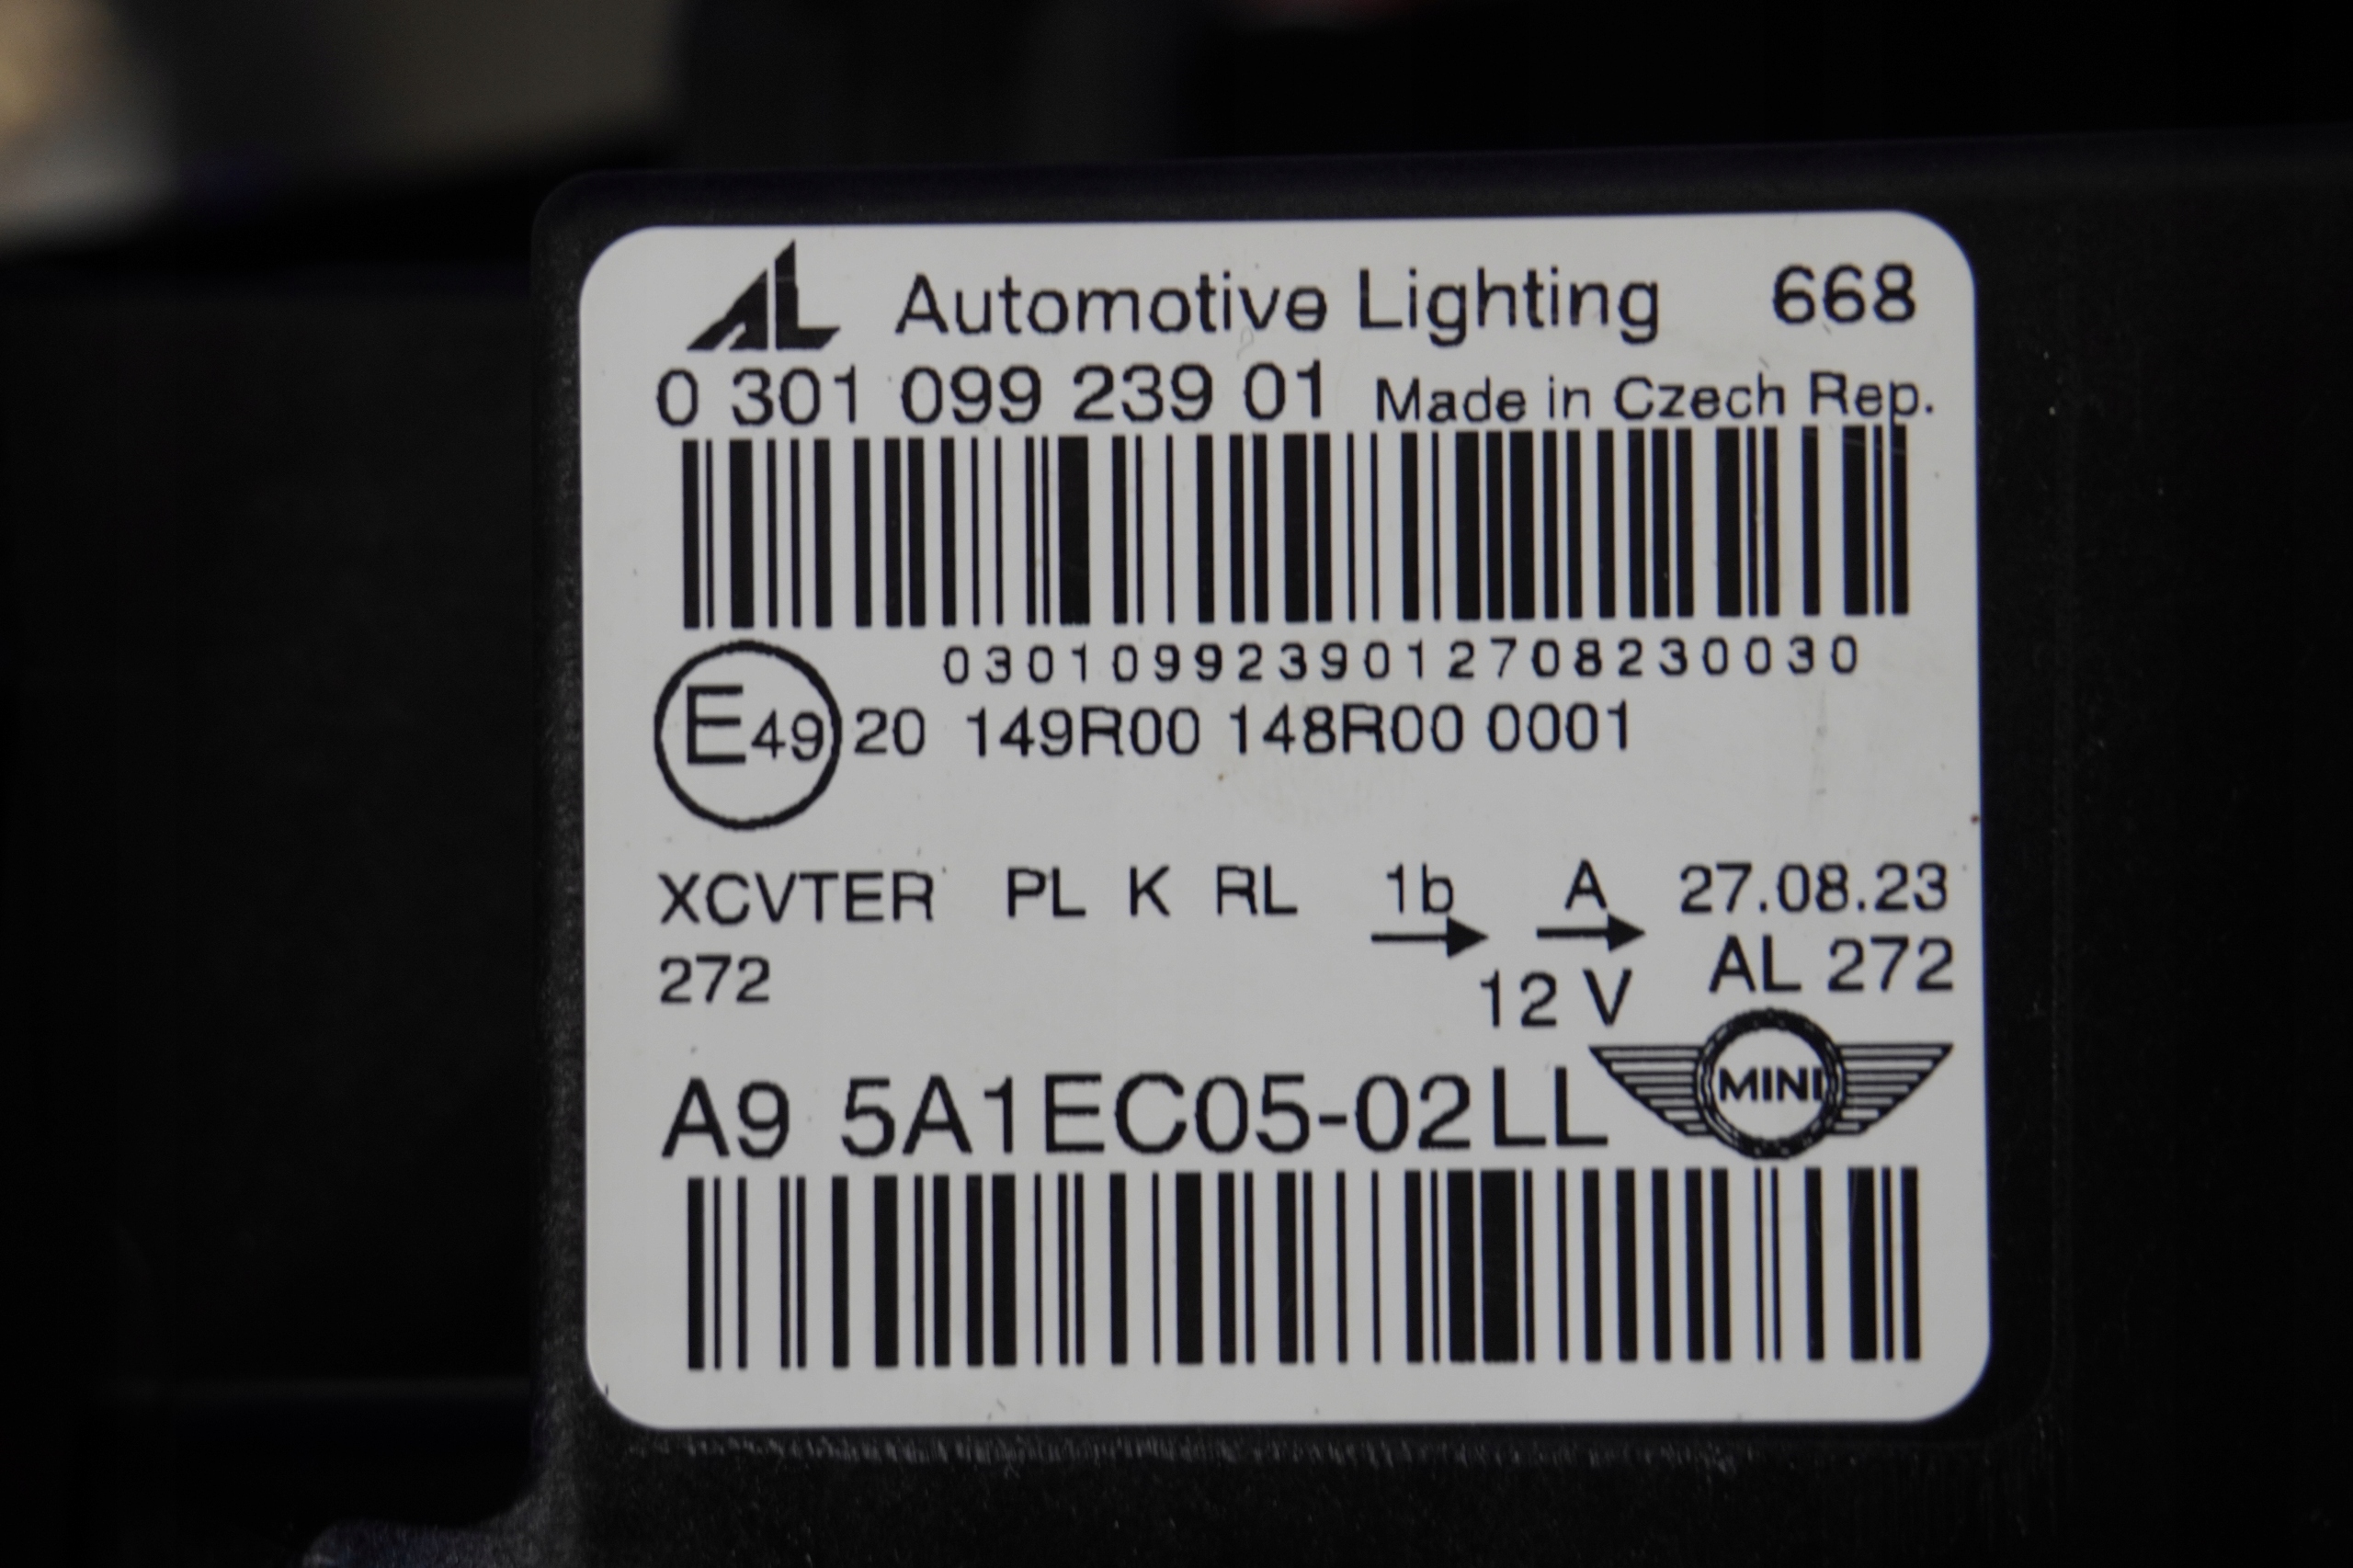 AL Automotive Lighting 668
0 301 099 239 01 Made in Czech Rep.
0301099239012708230030
E49 20 149R00 148R00 0001
XCVTER PL K RL 1b A 27.08.23
272 12 V AL 272
MINI
A9 5A1EC05-02LL